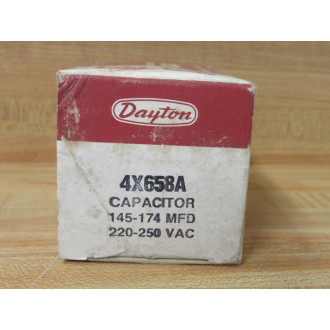 Dayton
4X658A
CAPACITOR
145-174 MFD
220-250 VAC